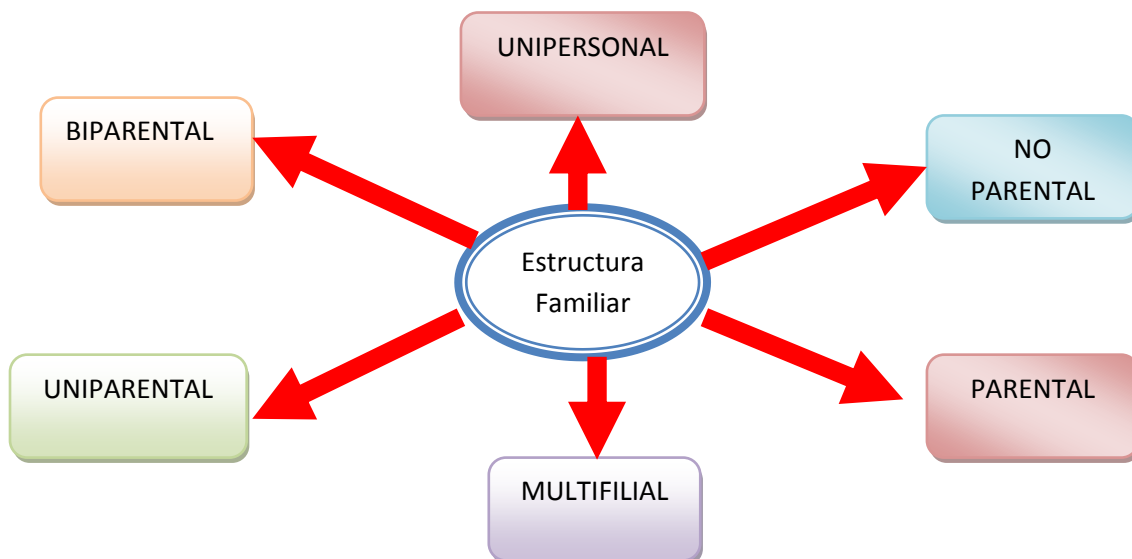 UNIPERSONAL
BIPARENTAL
NO
PARENTAL
Estructura
Familiar
UNIPARENTAL
PARENTAL
MULTIFILIAL